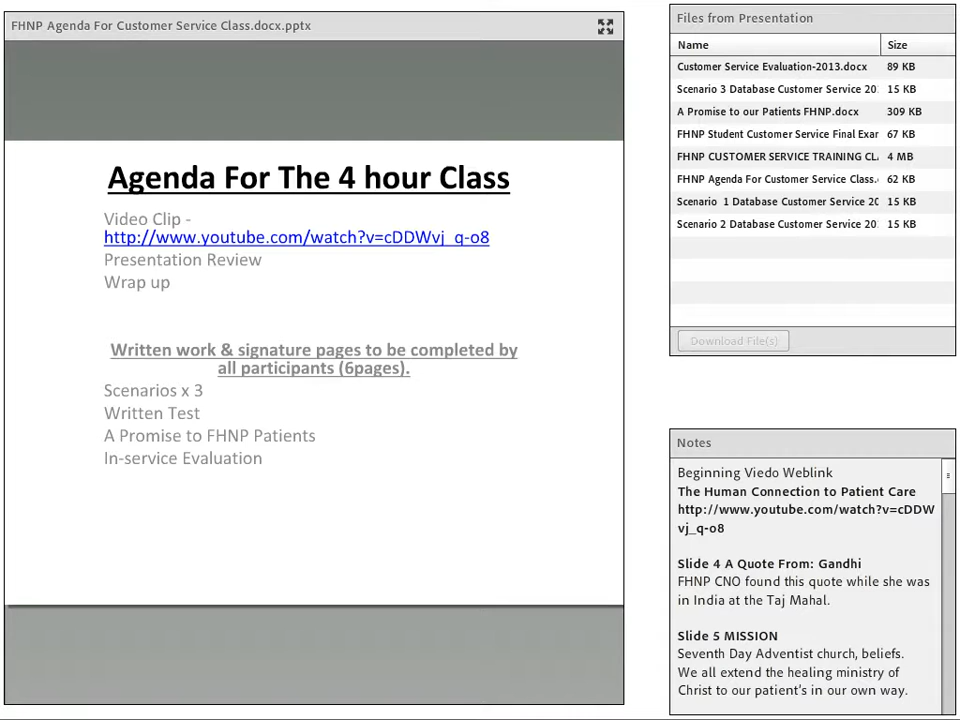 FHNP Agenda For Customer Service Class.docx.pptx
Agenda For The 4 hour Class
Video Clip -
http://www.youtube.com/watch?v=cDDWvj_q-o8
Presentation Review
Wrap up
Written work & signature pages to be completed by
all participants (6pages).
Scenarios x 3
Written Test
A Promise to FHNP Patients
In-service Evaluation
Files from Presentation
Name Size
Customer Service Evaluation-2013.docx 89 KB
Scenario 3 Database Customer Service 20 15 KB
A Promise to our Patients FHNP.docx 309 KB
FHNP Student Customer Service Final Exar 67 KB
FHNP CUSTOMER SERVICE TRAINING CL 4 MB
FHNP Agenda For Customer Service Class. 62 KB
Scenario 1 Database Customer Service 20 15 KB
Scenario 2 Database Customer Service 20 15 KB
Download File(s)
Notes
Beginning Viedo Weblink
The Human Connection to Patient Care
http://www.youtube.com/watch?v=cDDW
vj_q-o8
Slide 4 A Quote From: Gandhi
FHNP CNO found this quote while she was
in India at the Taj Mahal.
Slide 5 MISSION
Seventh Day Adventist church, beliefs.
We all extend the healing ministry of
Christ to our patient's in our own way.